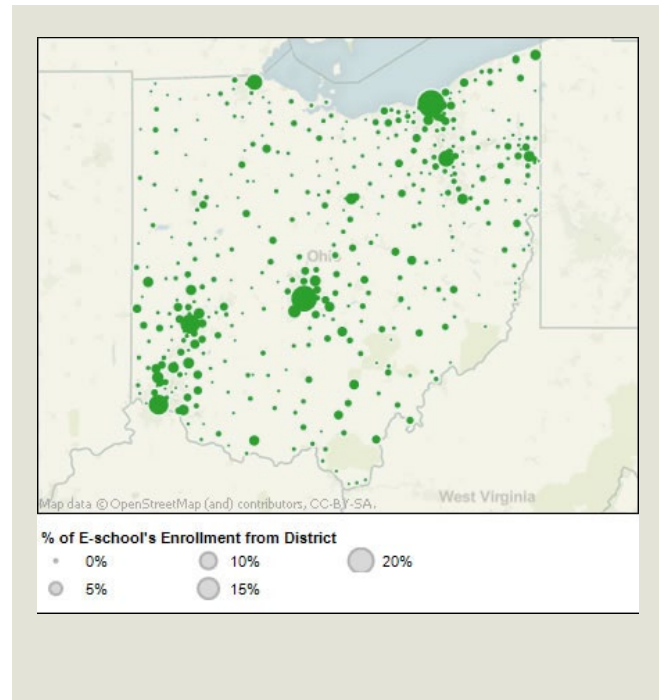 Ohio
West Virginia
Map data © OpenStreetMap (and) contributors, CC-BY-SA.
% of E-school's Enrollment from District
0% 10% 20%
5% 15%